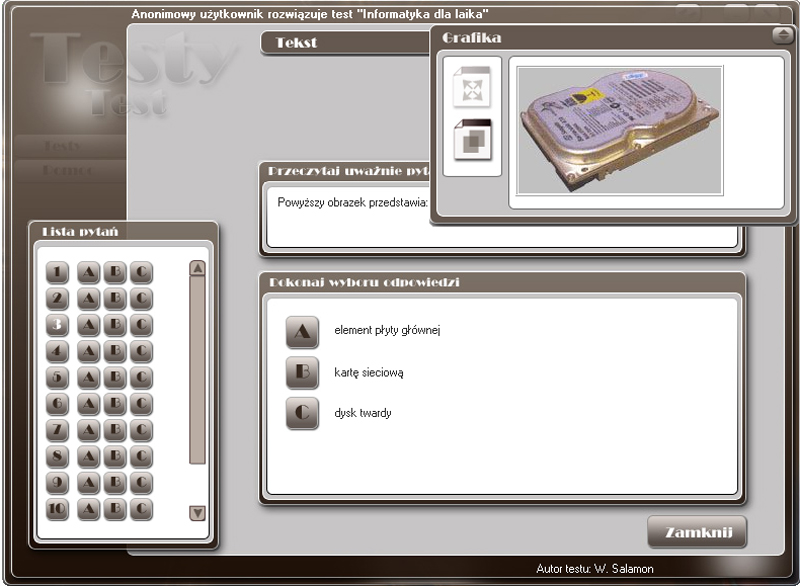 Anonimowy użytkownik rozwiązuje test "Informatyka dla laika"
Testy
Test
Testy
Pomoc
Tekst
Grafika
Przeczytaj uważnie
Powyższy obrazek przedstawia:
Lista pytań
1 A B C
2 A B C
3 A B C
4 A B C
5 A B C
6 A B C
7 A B C
8 A B C
9 A B C
10 A B C
Dokonaj wyboru odpowiedzi
A element płyty głównej
B kartę sieciową
C dysk twardy
Zamknij
Autor testu: W. Salamon